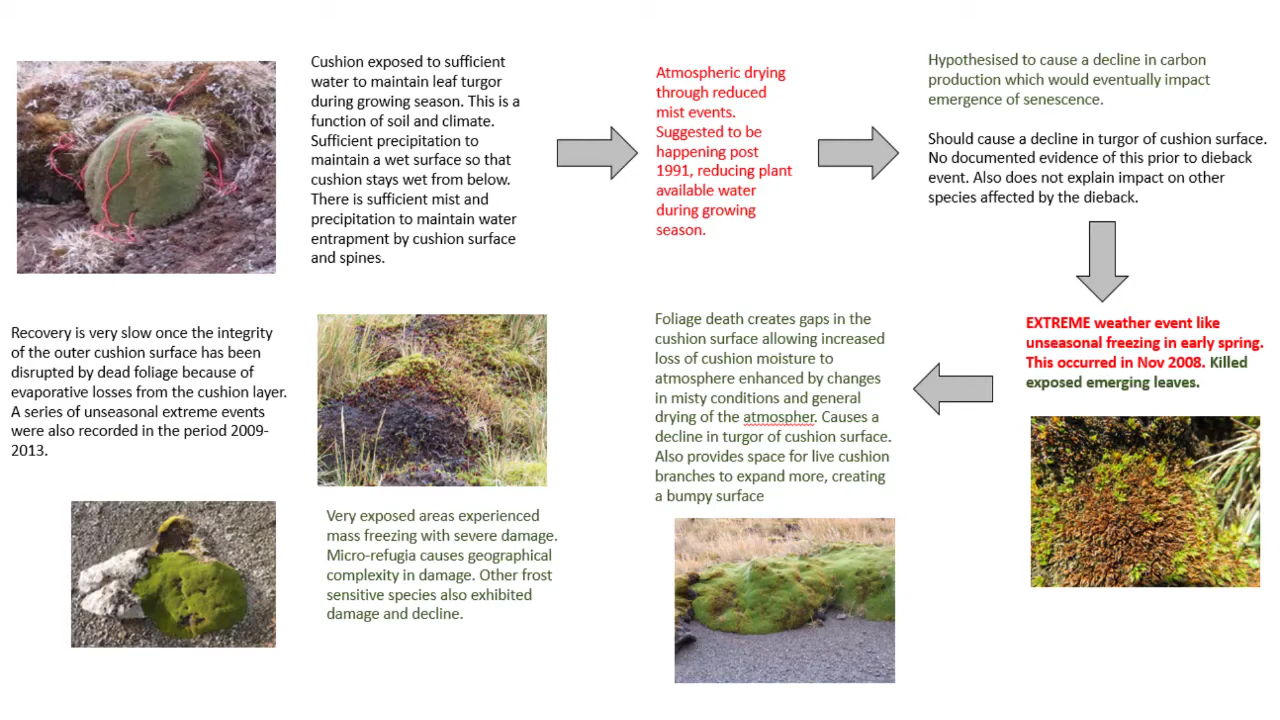 Cushion exposed to sufficient
water to maintain leaf turgor
during growing season. This is a
function of soil and climate.
Sufficient precipitation to
maintain a wet surface so that
cushion stays wet from below.
There is sufficient mist and
precipitation to maintain water
entrapment by cushion surface
and spines.
Atmospheric drying
through reduced
mist events.
Suggested to be
happening post
1991, reducing plant
available water
during growing
season.
Hypothesised to cause a decline in carbon
production which would eventually impact
emergence of senescence.
Should cause a decline in turgor of cushion surface.
No documented evidence of this prior to dieback
event. Also does not explain impact on other
species affected by the dieback.
EXTREME weather event like
unseasonal freezing in early spring.
This occurred in Nov 2008. Killed
exposed emerging leaves.
Foliage death creates gaps in the
cushion surface allowing increased
loss of cushion moisture to
atmosphere enhanced by changes
in misty conditions and general
drying of the atmospher. Causes a
decline in turgor of cushion surface.
Also provides space for live cushion
branches to expand more, creating
a bumpy surface
Very exposed areas experienced
mass freezing with severe damage.
Micro-refugia causes geographical
complexity in damage. Other frost
sensitive species also exhibited
damage and decline.
Recovery is very slow once the integrity
of the outer cushion surface has been
disrupted by dead foliage because of
evaporative losses from the cushion layer.
A series of unseasonal extreme events
were also recorded in the period 2009-
2013.